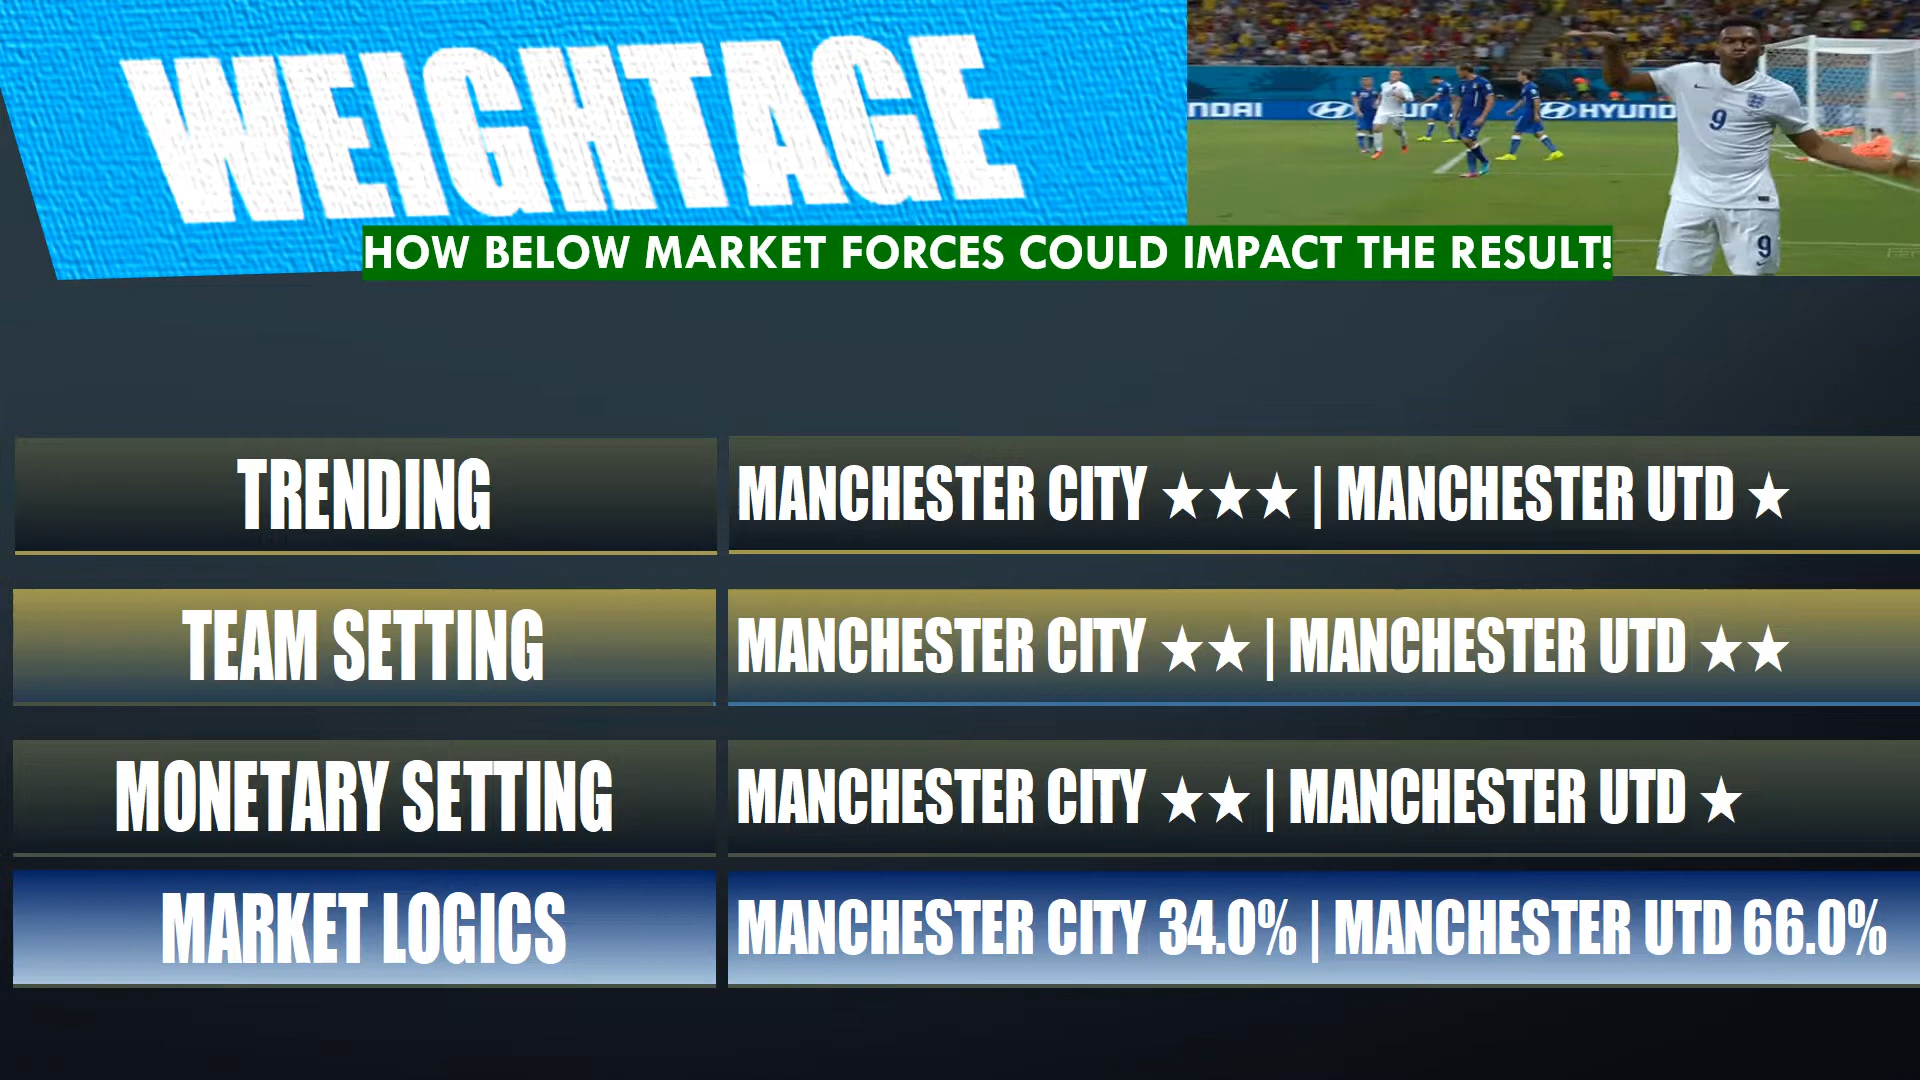 WEIGHTAGE
HOW BELOW MARKET FORCES COULD IMPACT THE RESULT!
NDAI HYUNDAI
9
9
TRENDING
MANCHESTER CITY ★★★ | MANCHESTER UTD ★
TEAM SETTING
MANCHESTER CITY ★★ | MANCHESTER UTD ★★
MONETARY SETTING
MANCHESTER CITY ★★ | MANCHESTER UTD ★
MARKET LOGICS
MANCHESTER CITY 34.0% | MANCHESTER UTD 66.0%